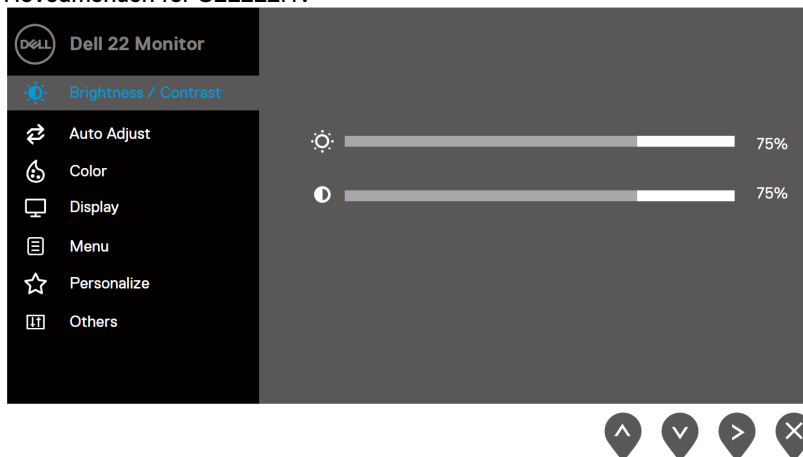 DELL Dell 22 Monitor
Brightness / Contrast
Auto Adjust
75%
Color
75%
Display
Menu
Personalize
Others